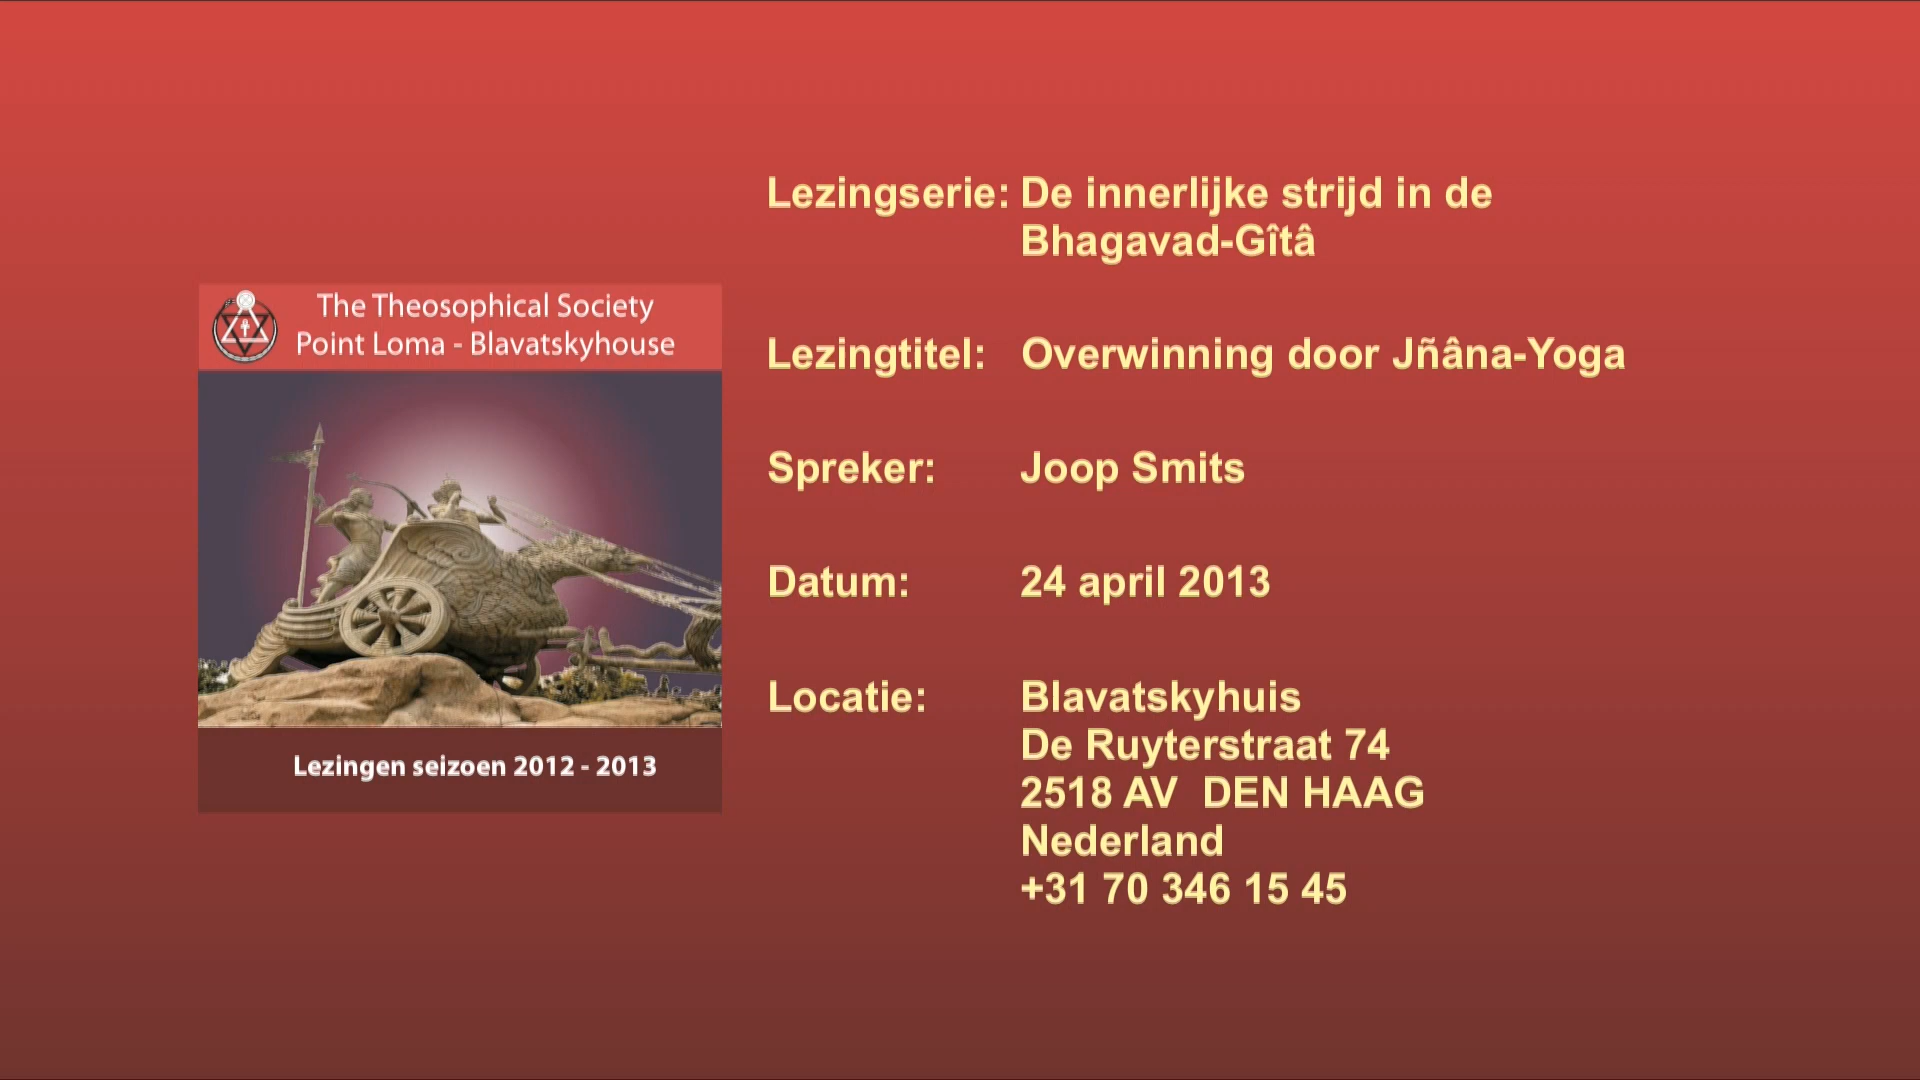 The Theosophical Society
Point Loma - Blavatskyhouse
Lezingen seizoen 2012 - 2013
Lezingserie: De innerlijke strijd in de
Bhagavad-Gîtâ
Lezingtitel: Overwinning door Jñâna-Yoga
Spreker: Joop Smits
Datum: 24 april 2013
Locatie: Blavatskyhuis
De Ruyterstraat 74
2518 AV  DEN HAAG
Nederland
+31 70 346 15 45